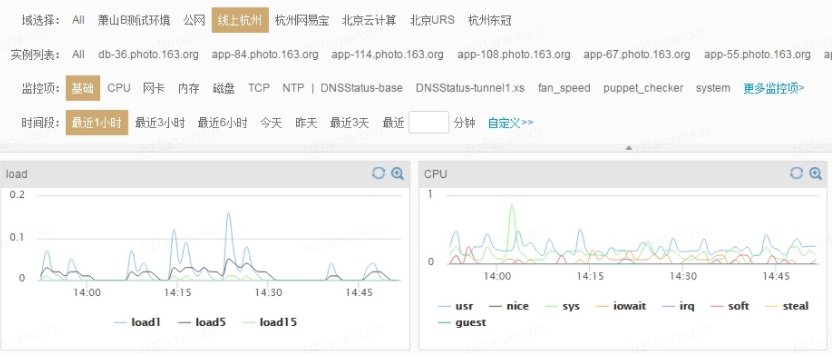 域选择： All 萧山B测试环境 公网 线上杭州 杭州网易宝 北京云计算 北京URS 杭州东冠
实例列表： All db-36.photo.163.org app-84.photo.163.org app-114.photo.163.org app-108.photo.163.org app-67.photo.163.org app-55.photo.163.org
监控项： 基础 CPU 网卡 内存 磁盘 TCP NTP | DNSStatus-base DNSStatus-tunnel1.xs fan_speed puppet_checker system 更多监控项>
时间段： 最近1小时 最近3小时 最近6小时 今天 昨天 最近3天 最近 分钟 自定义>>
load
0.2
0.1
0
14:00 14:15 14:30 14:45
load1 load5 load15
CPU
1
0
14:00 14:15 14:30 14:45
usr nice sys iowait irq soft steal
guest